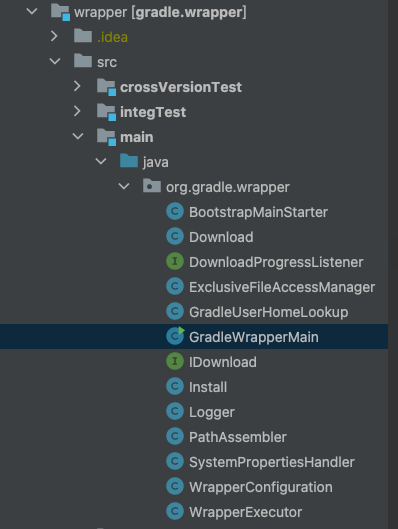 wrapper [gradle.wrapper]
.idea
src
crossVersionTest
integTest
main
java
org.gradle.wrapper
C BootstrapMainStarter
C Download
I DownloadProgressListener
C ExclusiveFileAccessManager
C GradleUserHomeLookup
C GradleWrapperMain
I IDownload
C Install
C Logger
C PathAssembler
C SystemPropertiesHandler
C WrapperConfiguration
C WrapperExecutor